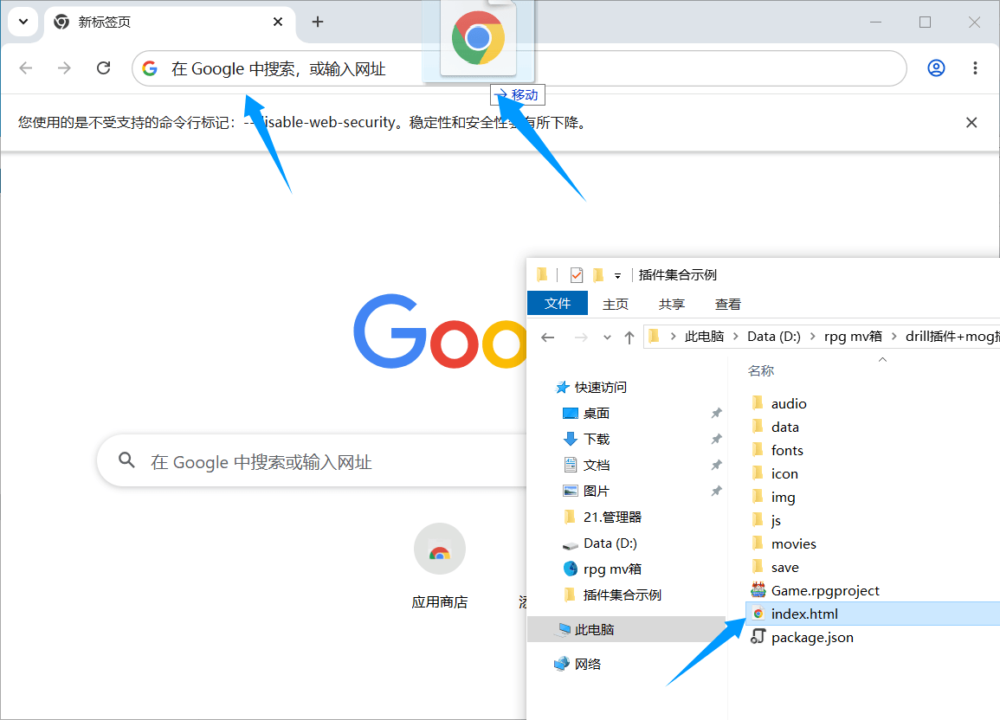 新标签页
在 Google 中搜索，或输入网址
移动
您使用的是不受支持的命令行标记：--disable-web-security。稳定性和安全性会有所下降。
Goo
在 Google 中搜索或输入网址
应用商店
插件集合示例
文件 主页 共享 查看
此电脑 Data (D:) rpg mv箱 drill插件+mog插
名称
快速访问
桌面
下载
文档
图片
21.管理器
Data (D:)
rpg mv箱
插件集合示例
此电脑
网络
audio
data
fonts
icon
img
js
movies
save
Game.rpgproject
index.html
package.json